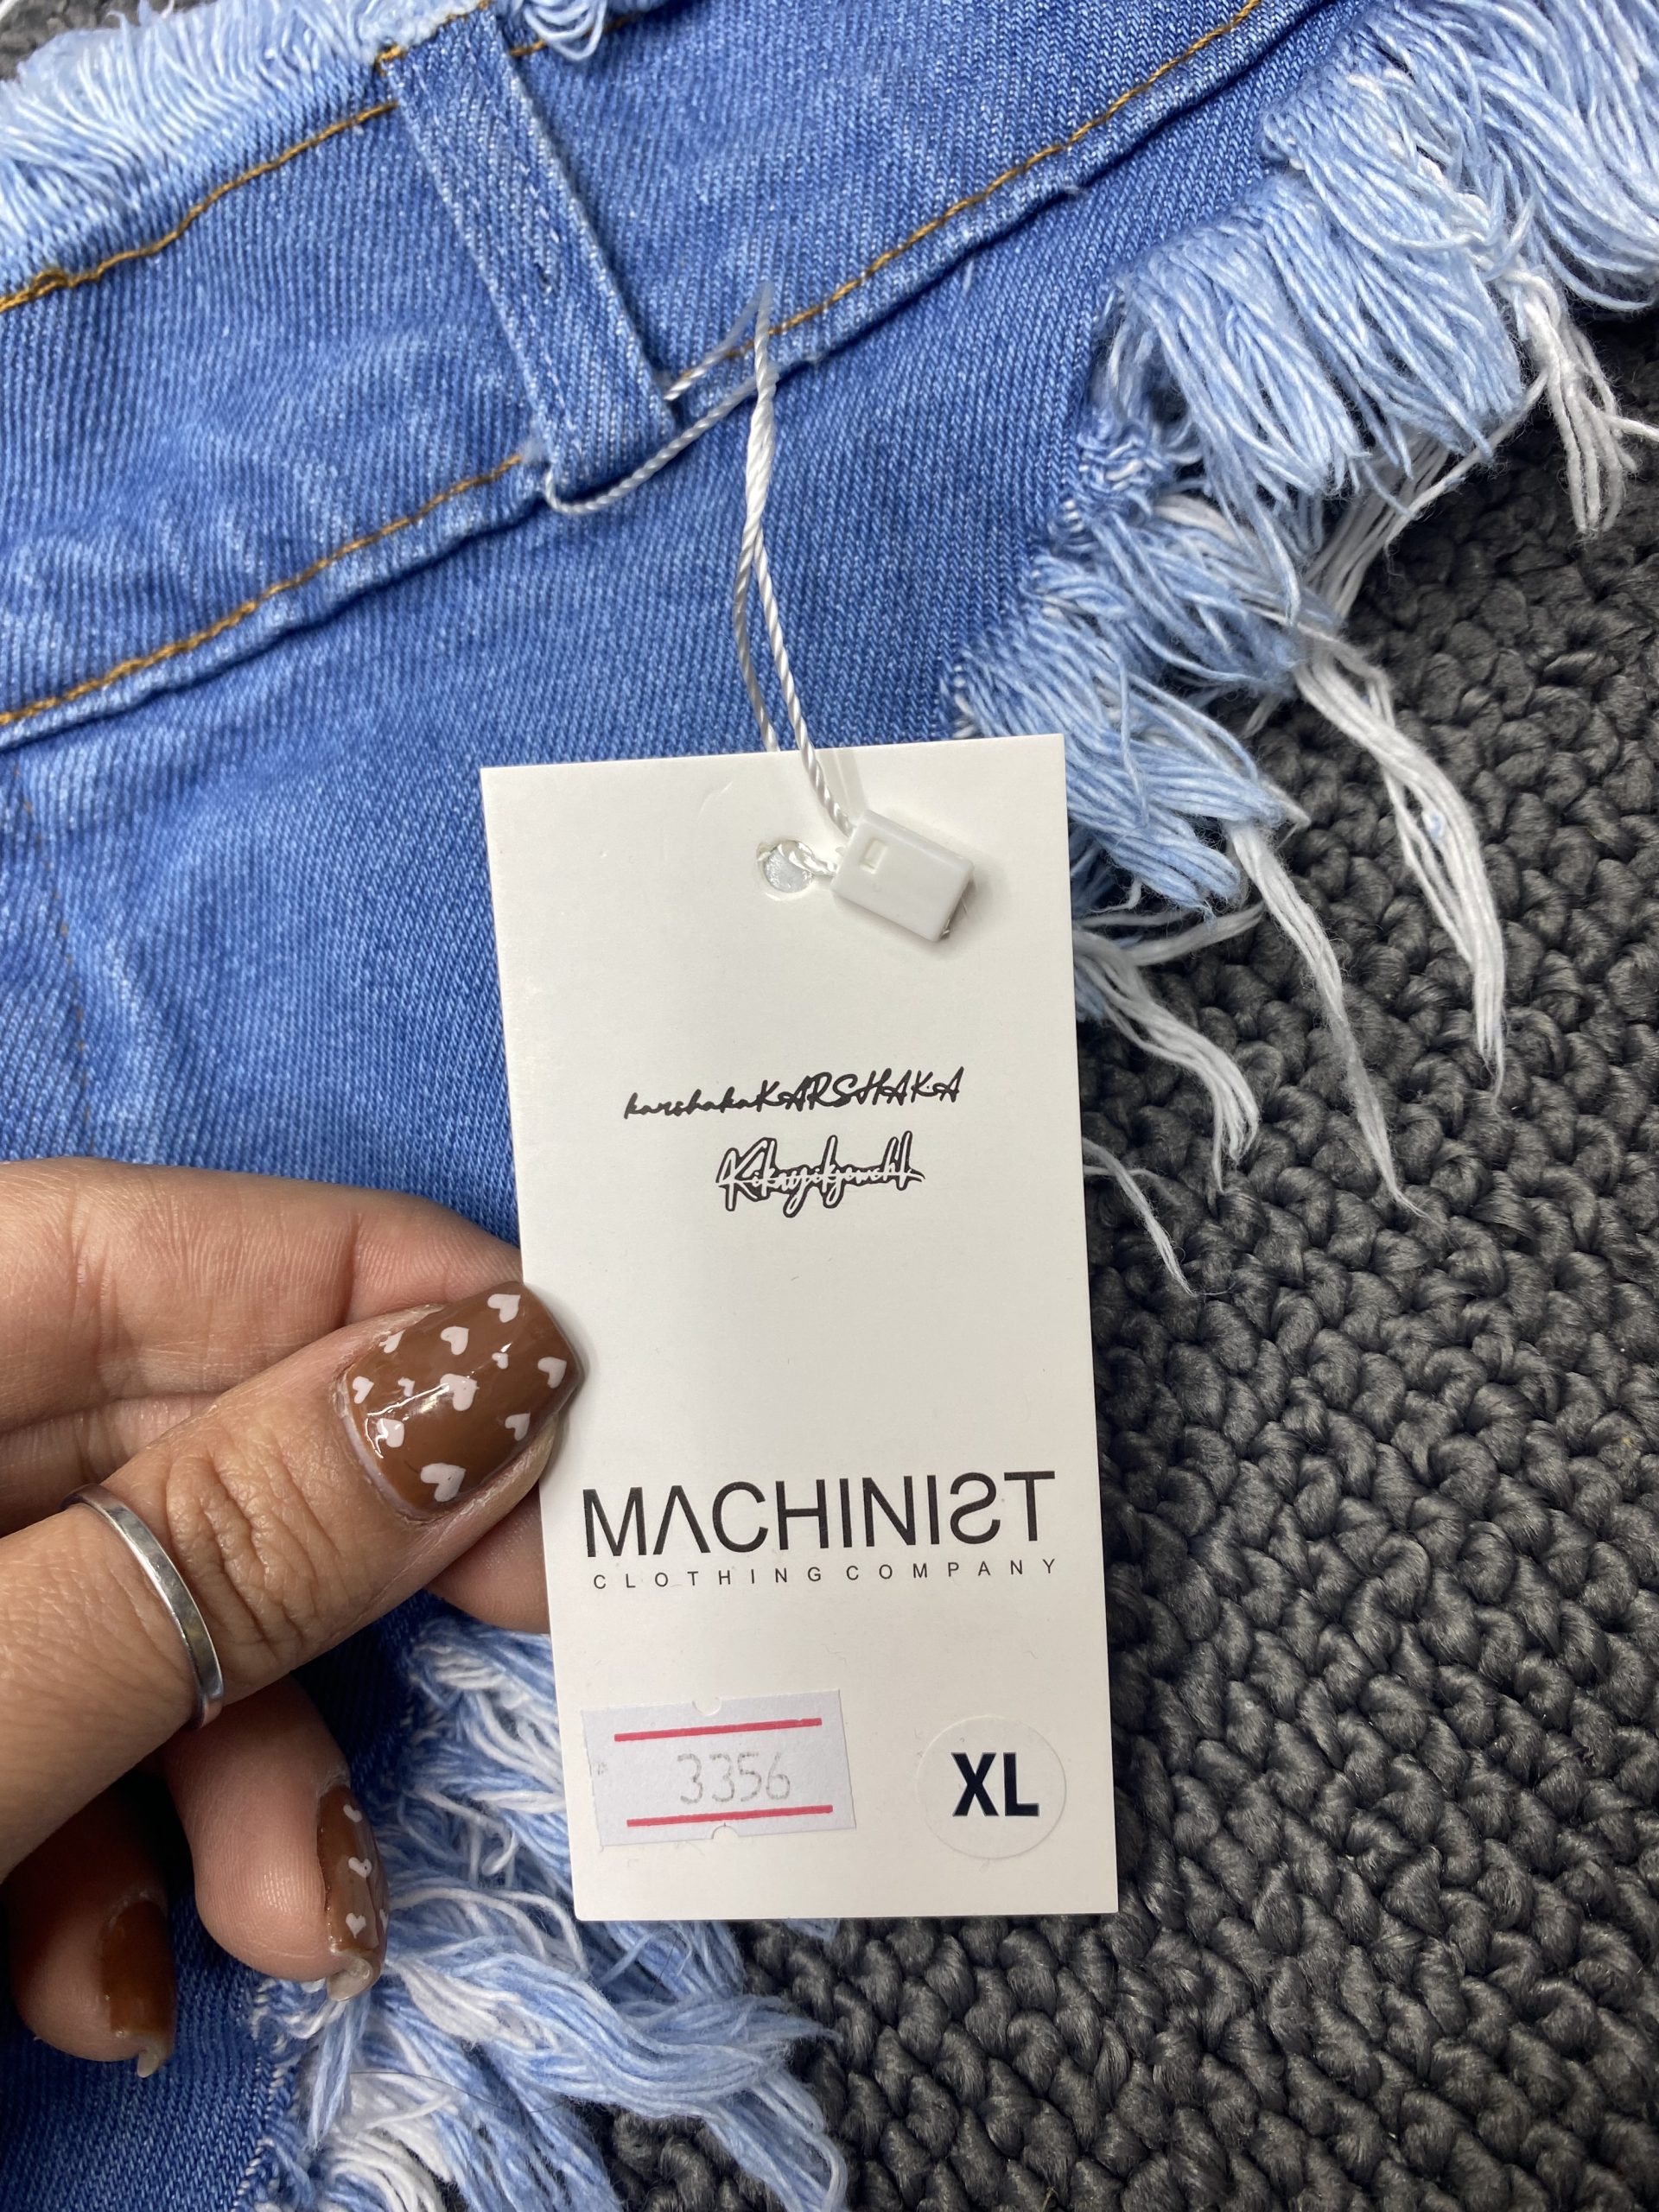 karshakaKARSHAKA
MACHINIST
CLOTHING COMPANY
3356
XL